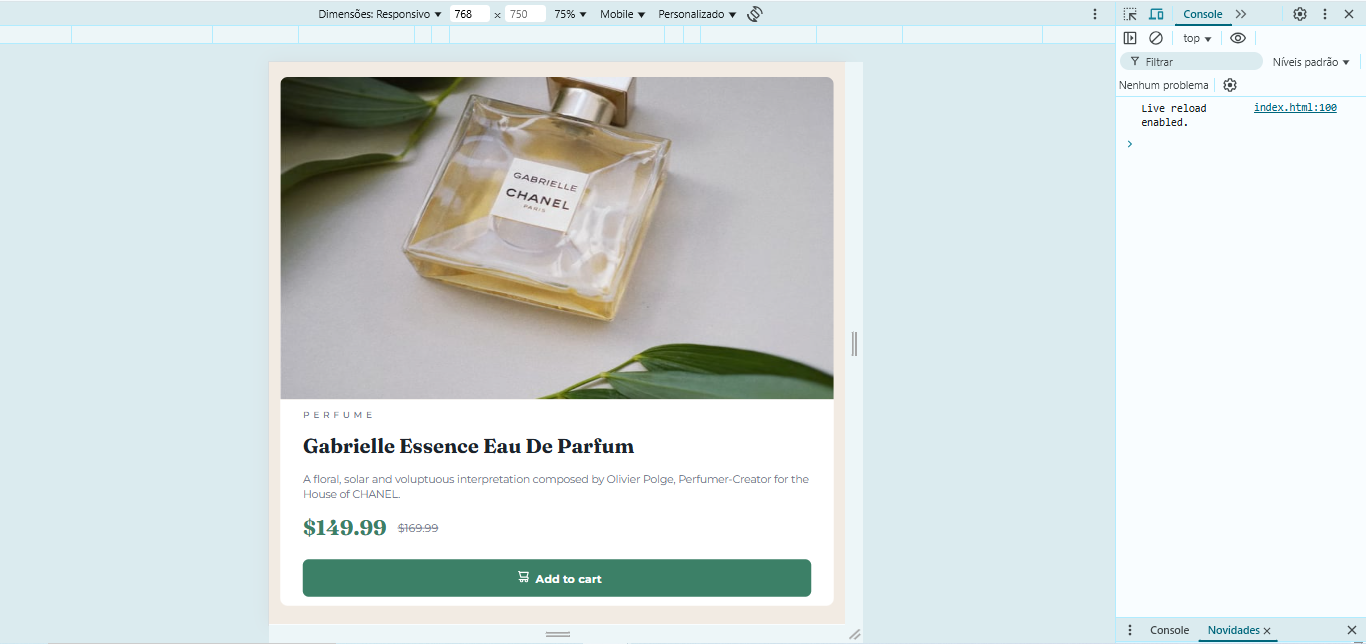 Dimensões: Responsivo ▼ 768 x 750 75% ▼ Mobile ▼ Personalizado ▼
Console
top ▼
Filtrar
Níveis padrão ▼
Nenhum problema
Live reload enabled.
index.html:100
GABRIELLE
CHANEL
PARIS
PERFUME
Gabrielle Essence Eau De Parfum
A floral, solar and voluptuous interpretation composed by Olivier Polge, Perfumer-Creator for the
House of CHANEL.
$149.99 $169.99
Add to cart
Console Novidades